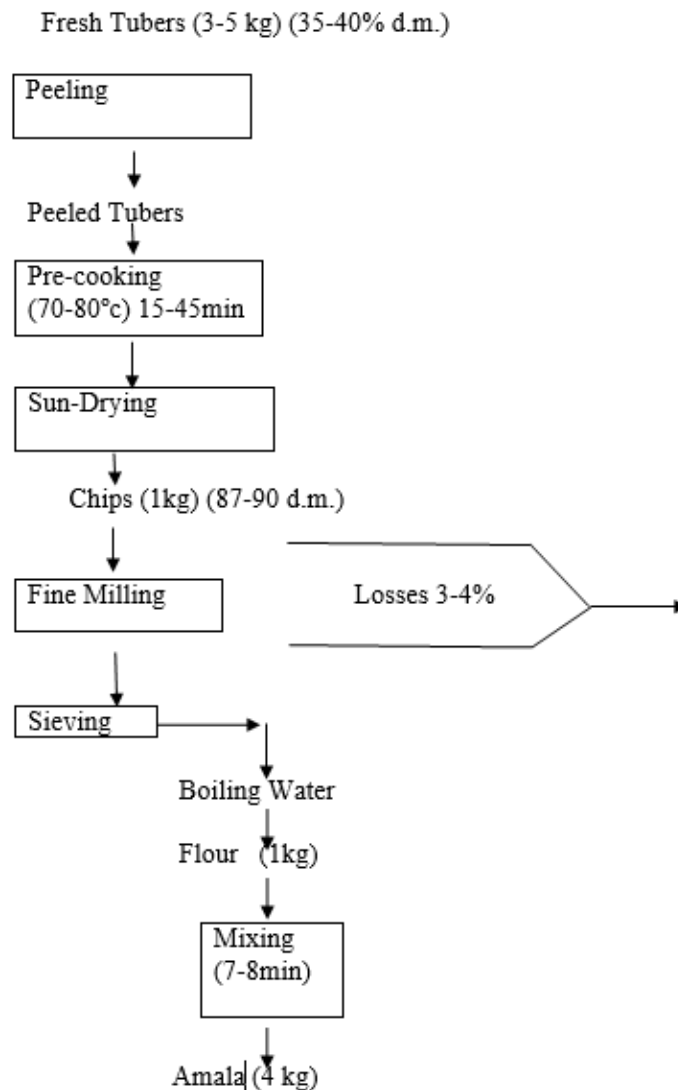 Fresh Tubers (3-5 kg) (35-40% d.m.)
Peeling
Peeled Tubers
Pre-cooking
(70-80°c) 15-45min
Sun-Drying
Chips (1kg) (87-90 d.m.)
Fine Milling
Losses 3-4%
Sieving
Boiling Water
Flour (1kg)
Mixing
(7-8min)
Amala (4 kg)